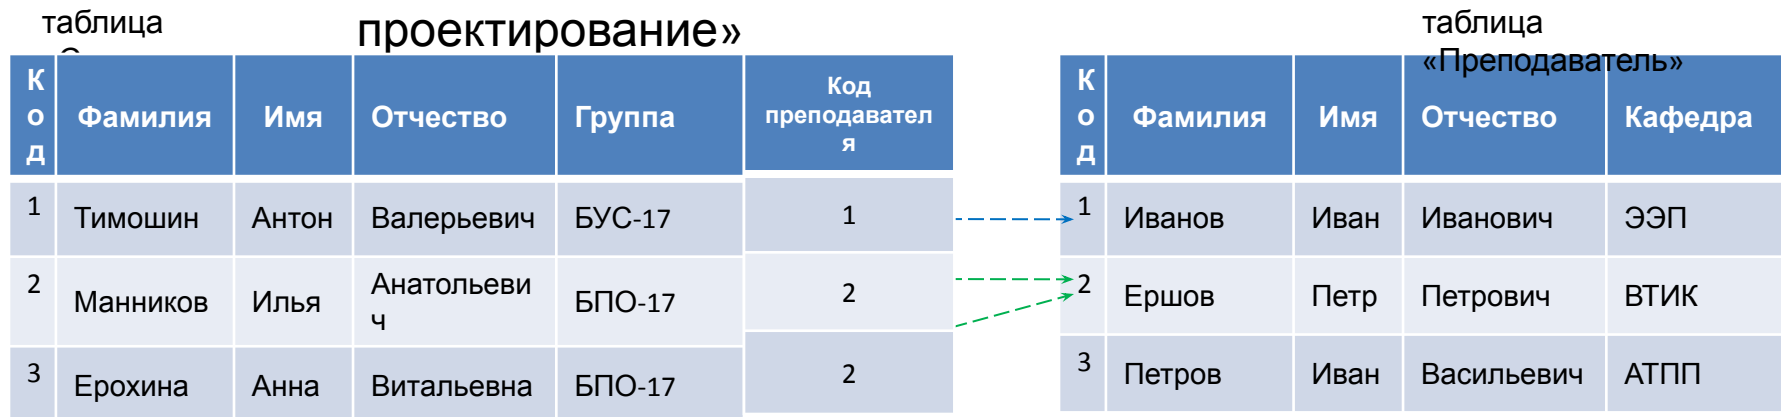 таблица
проектирование»
таблица
«Преподаватель»
К
о
д
Фамилия
Имя
Отчество
Группа
Код
преподавател
я
1
Тимошин
Антон
Валерьевич
БУС-17
1
2
Манников
Илья
Анатольеви
ч
БПО-17
2
3
Ерохина
Анна
Витальевна
БПО-17
2
К
о
д
Фамилия
Имя
Отчество
Кафедра
1
Иванов
Иван
Иванович
ЭЭП
2
Ершов
Петр
Петрович
ВТИК
3
Петров
Иван
Васильевич
АТПП